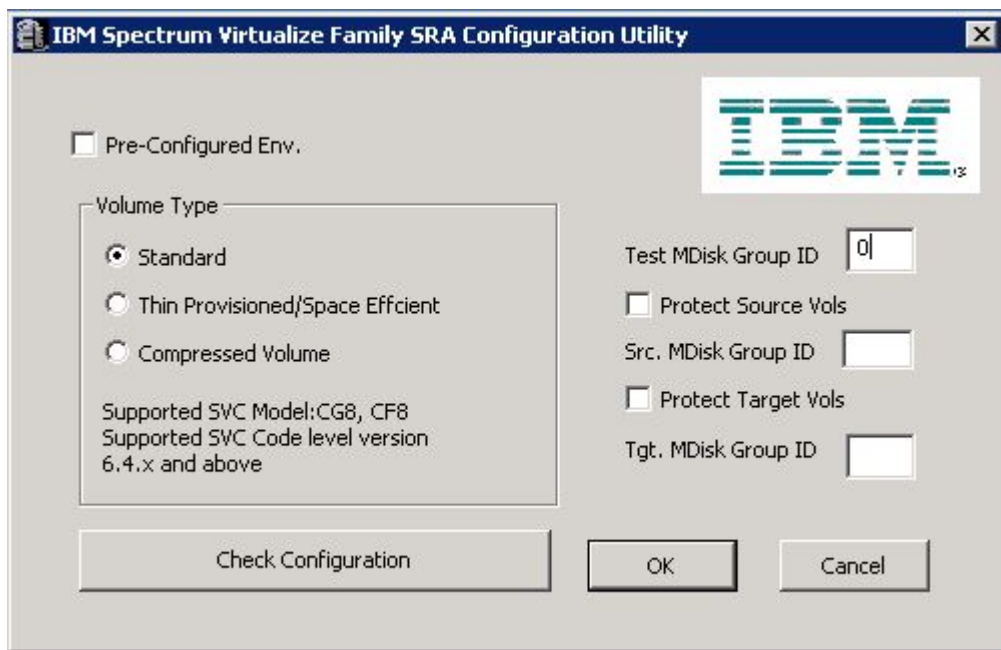 IBM Spectrum Virtualize Family SRA Configuration Utility
IBM
Pre-Configured Env.
Volume Type
Standard
Thin Provisioned/Space Effcient
Compressed Volume
Supported SVC Model:CG8, CF8
Supported SVC Code level version
6.4.x and above
Test MDisk Group ID 0
Protect Source Vols
Src. MDisk Group ID
Protect Target Vols
Tgt. MDisk Group ID
Check Configuration
OK
Cancel